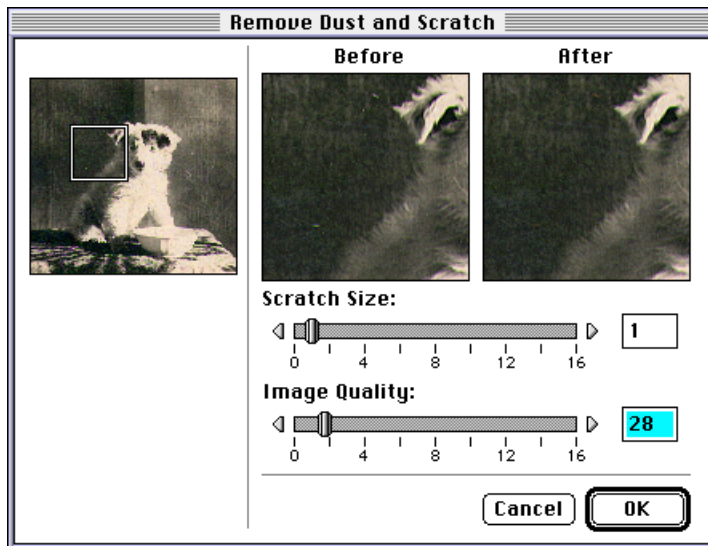 Remove Dust and Scratch
Before After
Scratch Size:
1
0 4 8 12 16
Image Quality:
28
0 4 8 12 16
Cancel OK